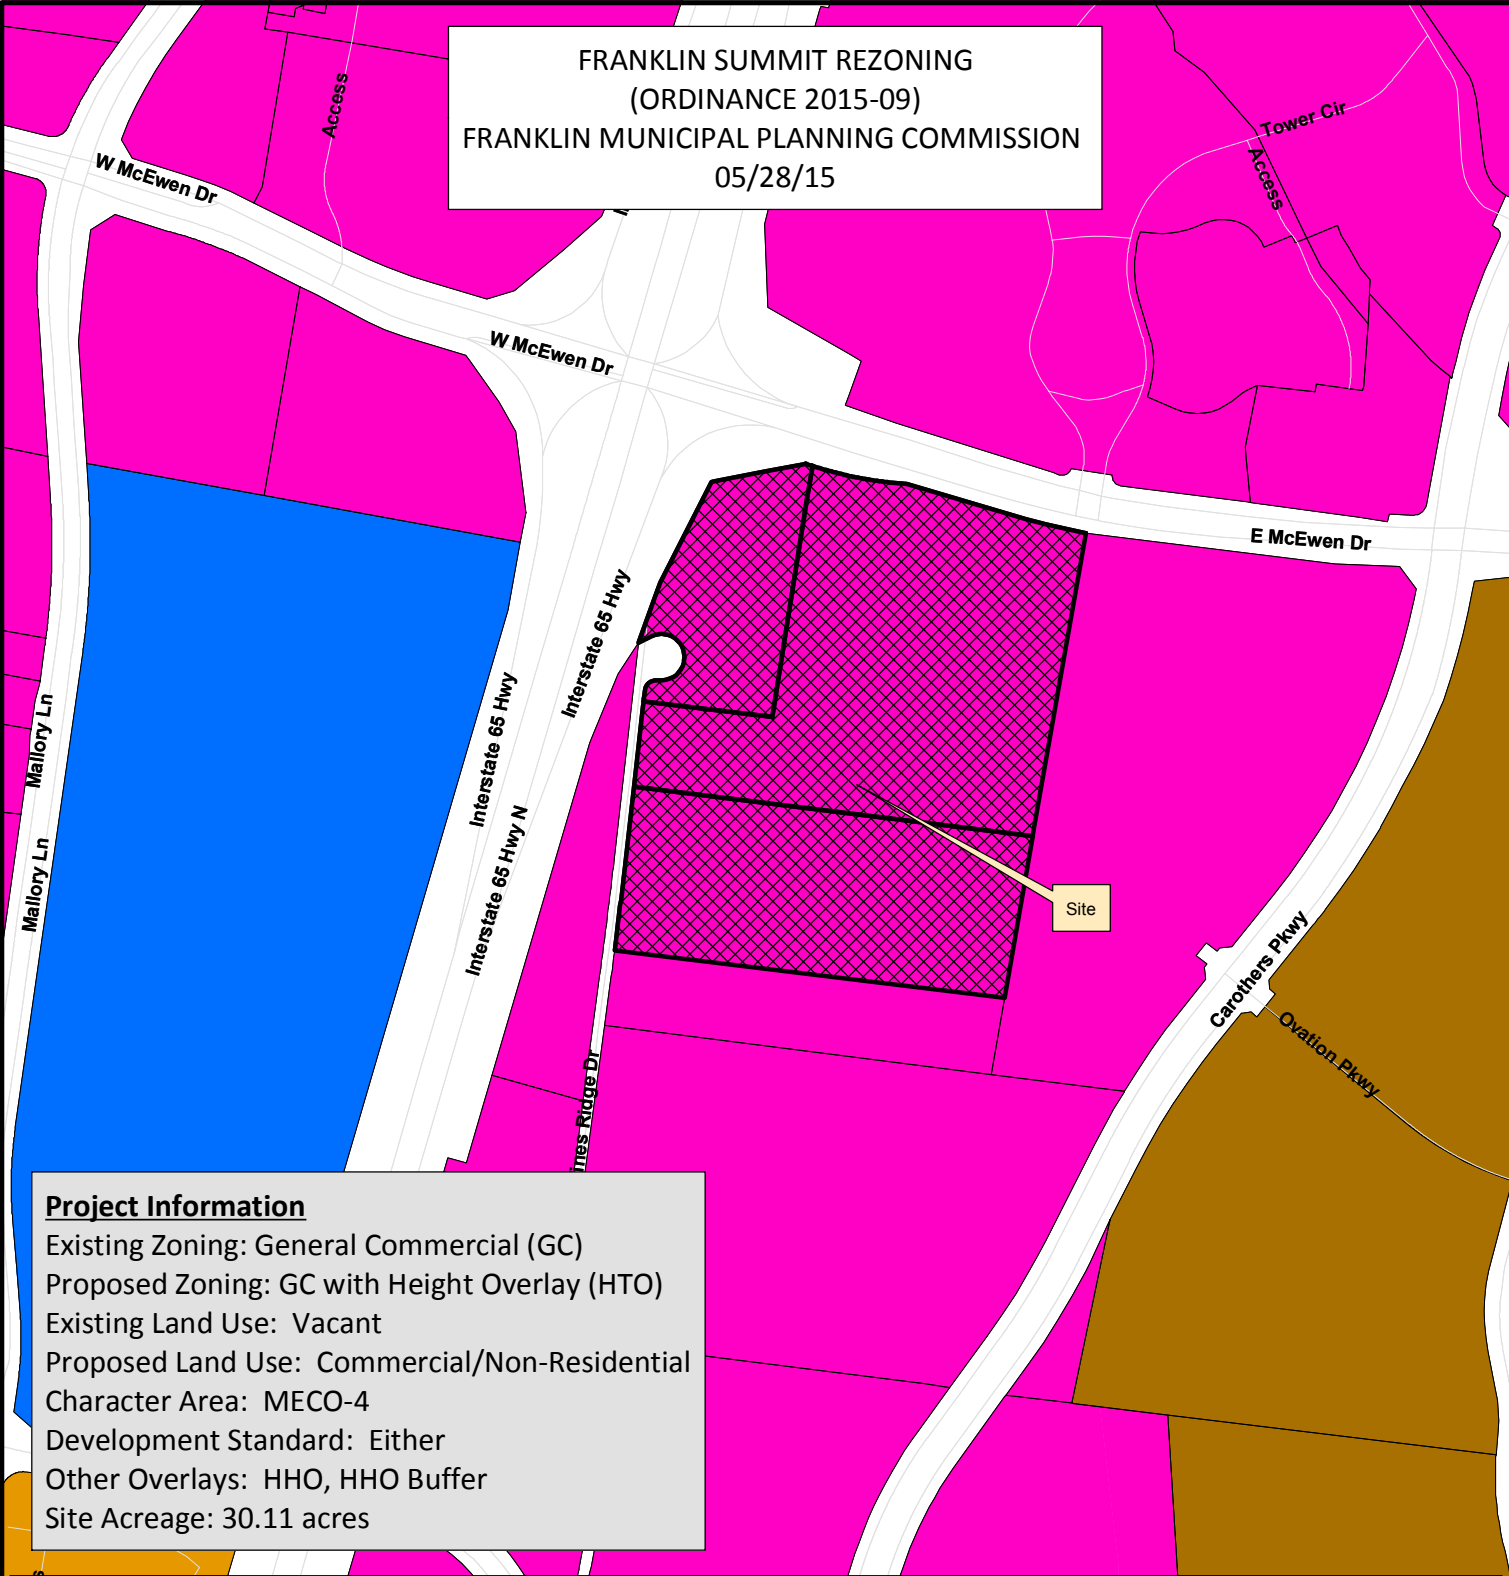 FRANKLIN SUMMIT REZONING
(ORDINANCE 2015-09)
FRANKLIN MUNICIPAL PLANNING COMMISSION
05/28/15
Access
Tower Cir
Access
W McEwen Dr
W McEwen Dr
E McEwen Dr
Interstate 65 Hwy
Interstate 65 Hwy
Interstate 65 Hwy N
Mallory Ln
Mallory Ln
Site
Carothers Pkwy
Ovation Pkwy
Ridge Dr
Project Information
Existing Zoning: General Commercial (GC)
Proposed Zoning: GC with Height Overlay (HTO)
Existing Land Use: Vacant
Proposed Land Use: Commercial/Non-Residential
Character Area: MECO-4
Development Standard: Either
Other Overlays: HHO, HHO Buffer
Site Acreage: 30.11 acres